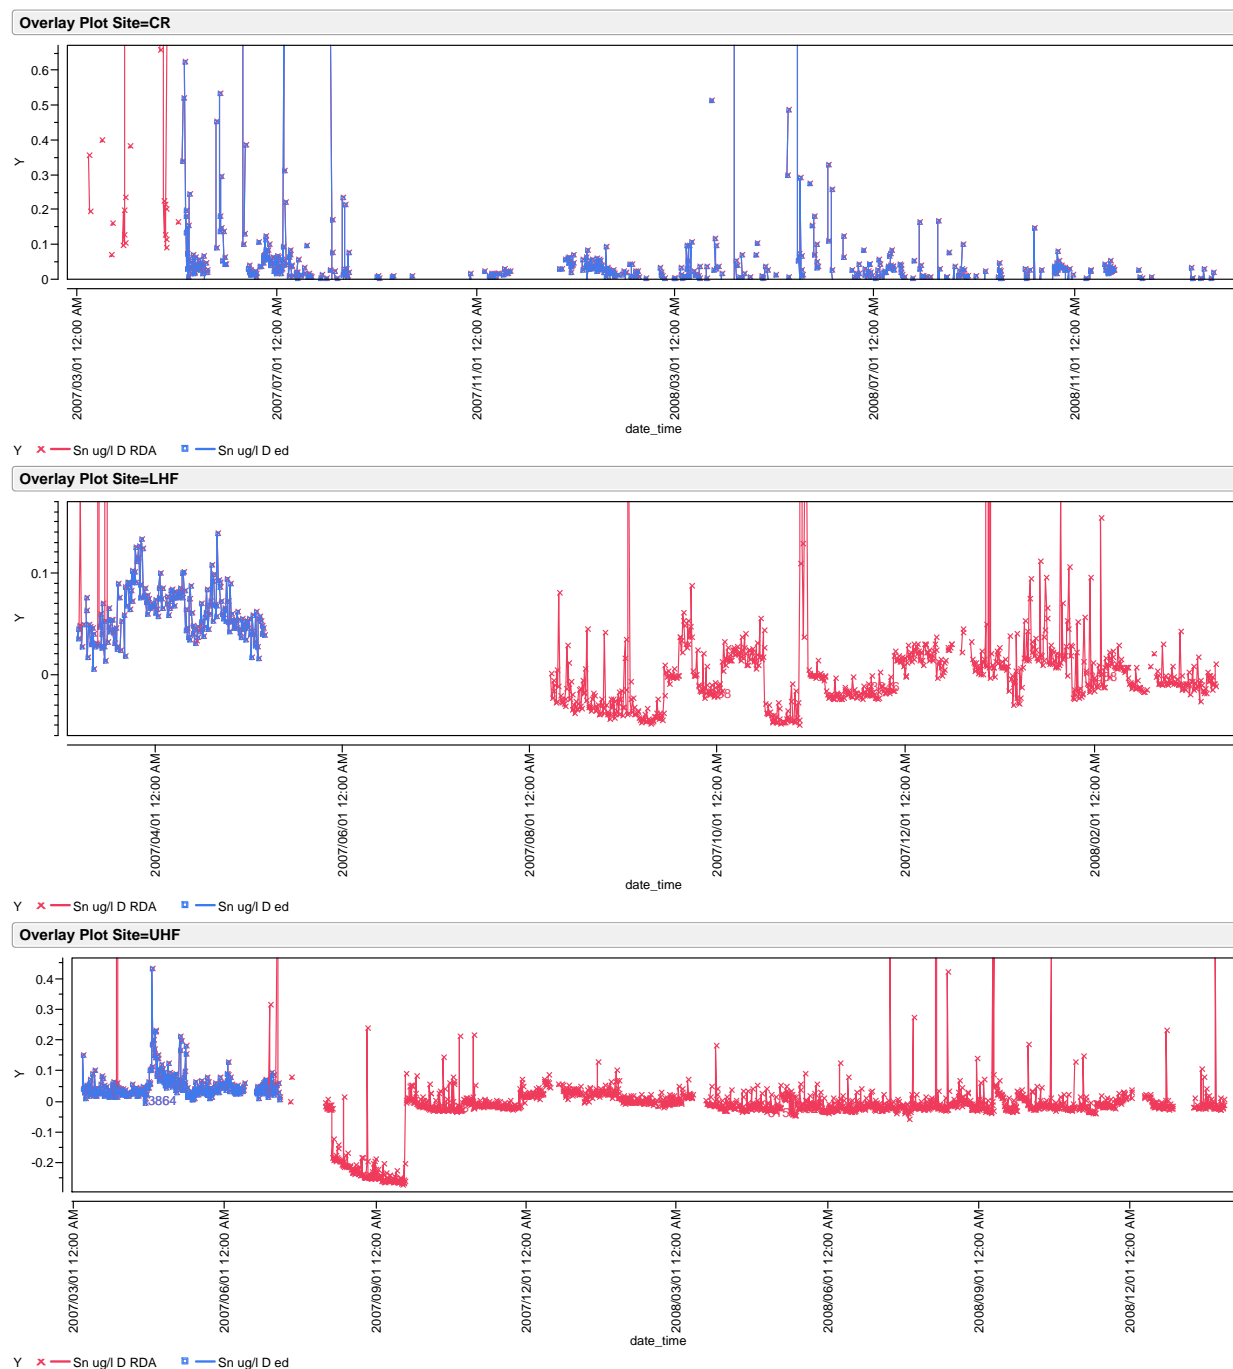 Overlay Plot Site=CR
0.6
0.5
0.4
0.3
0.2
0.1
0
Y
2007/03/01 12:00 AM
2007/07/01 12:00 AM
2007/11/01 12:00 AM
2008/03/01 12:00 AM
2008/07/01 12:00 AM
2008/11/01 12:00 AM
date_time
Y Sn ug/l D RDA Sn ug/l D ed
Overlay Plot Site=LHF
0.1
0
Y
2007/04/01 12:00 AM
2007/06/01 12:00 AM
2007/08/01 12:00 AM
2007/10/01 12:00 AM
2007/12/01 12:00 AM
2008/02/01 12:00 AM
date_time
Y Sn ug/l D RDA Sn ug/l D ed
Overlay Plot Site=UHF
0.4
0.3
0.2
0.1
0
-0.1
-0.2
Y
3864
2007/03/01 12:00 AM
2007/06/01 12:00 AM
2007/09/01 12:00 AM
2007/12/01 12:00 AM
2008/03/01 12:00 AM
2008/06/01 12:00 AM
2008/09/01 12:00 AM
2008/12/01 12:00 AM
date_time
Y Sn ug/l D RDA Sn ug/l D ed